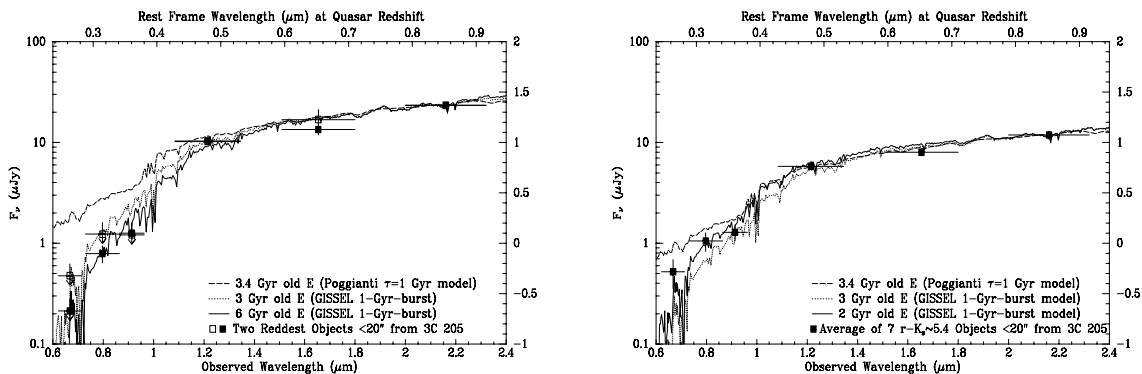 Rest Frame Wavelength (μm) at Quasar Redshift
0.3 0.4 0.5 0.6 0.7 0.8 0.9
100
10
1
0.1
F𝜈 (μJy)
2
1.5
1
0.5
0
−0.5
−1
3.4 Gyr old E (Poggianti τ=1 Gyr model)
3 Gyr old E (GISSEL 1-Gyr-burst)
6 Gyr old E (GISSEL 1-Gyr-burst)
Two Reddest Objects <20" from 3C 205
0.6 0.8 1 1.2 1.4 1.6 1.8 2 2.2 2.4
Observed Wavelength (μm)
Rest Frame Wavelength (μm) at Quasar Redshift
0.3 0.4 0.5 0.6 0.7 0.8 0.9
100
10
1
0.1
F𝜈 (μJy)
2
1.5
1
0.5
0
−0.5
−1
3.4 Gyr old E (Poggianti τ=1 Gyr model)
3 Gyr old E (GISSEL 1-Gyr-burst model)
2 Gyr old E (GISSEL 1-Gyr-burst model)
Average of 7 r-Kₛ~5.4 Objects <20" from 3C 205
0.6 0.8 1 1.2 1.4 1.6 1.8 2 2.2 2.4
Observed Wavelength (μm)